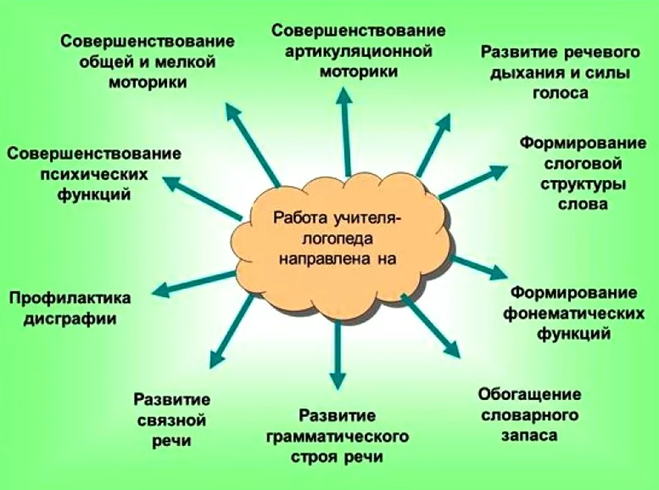 Совершенствование
общей и мелкой
моторики
Совершенствование
артикуляционной
моторики
Развитие речевого
дыхания и силы
голоса
Совершенствование
психических
функций
Формирование
слоговой
структуры
слова
Работа учителя-
логопеда
направлена на
Профилактика
дисграфии
Формирование
фонематических
функций
Развитие
связной
речи
Развитие
грамматического
строя речи
Обогащение
словарного
запаса